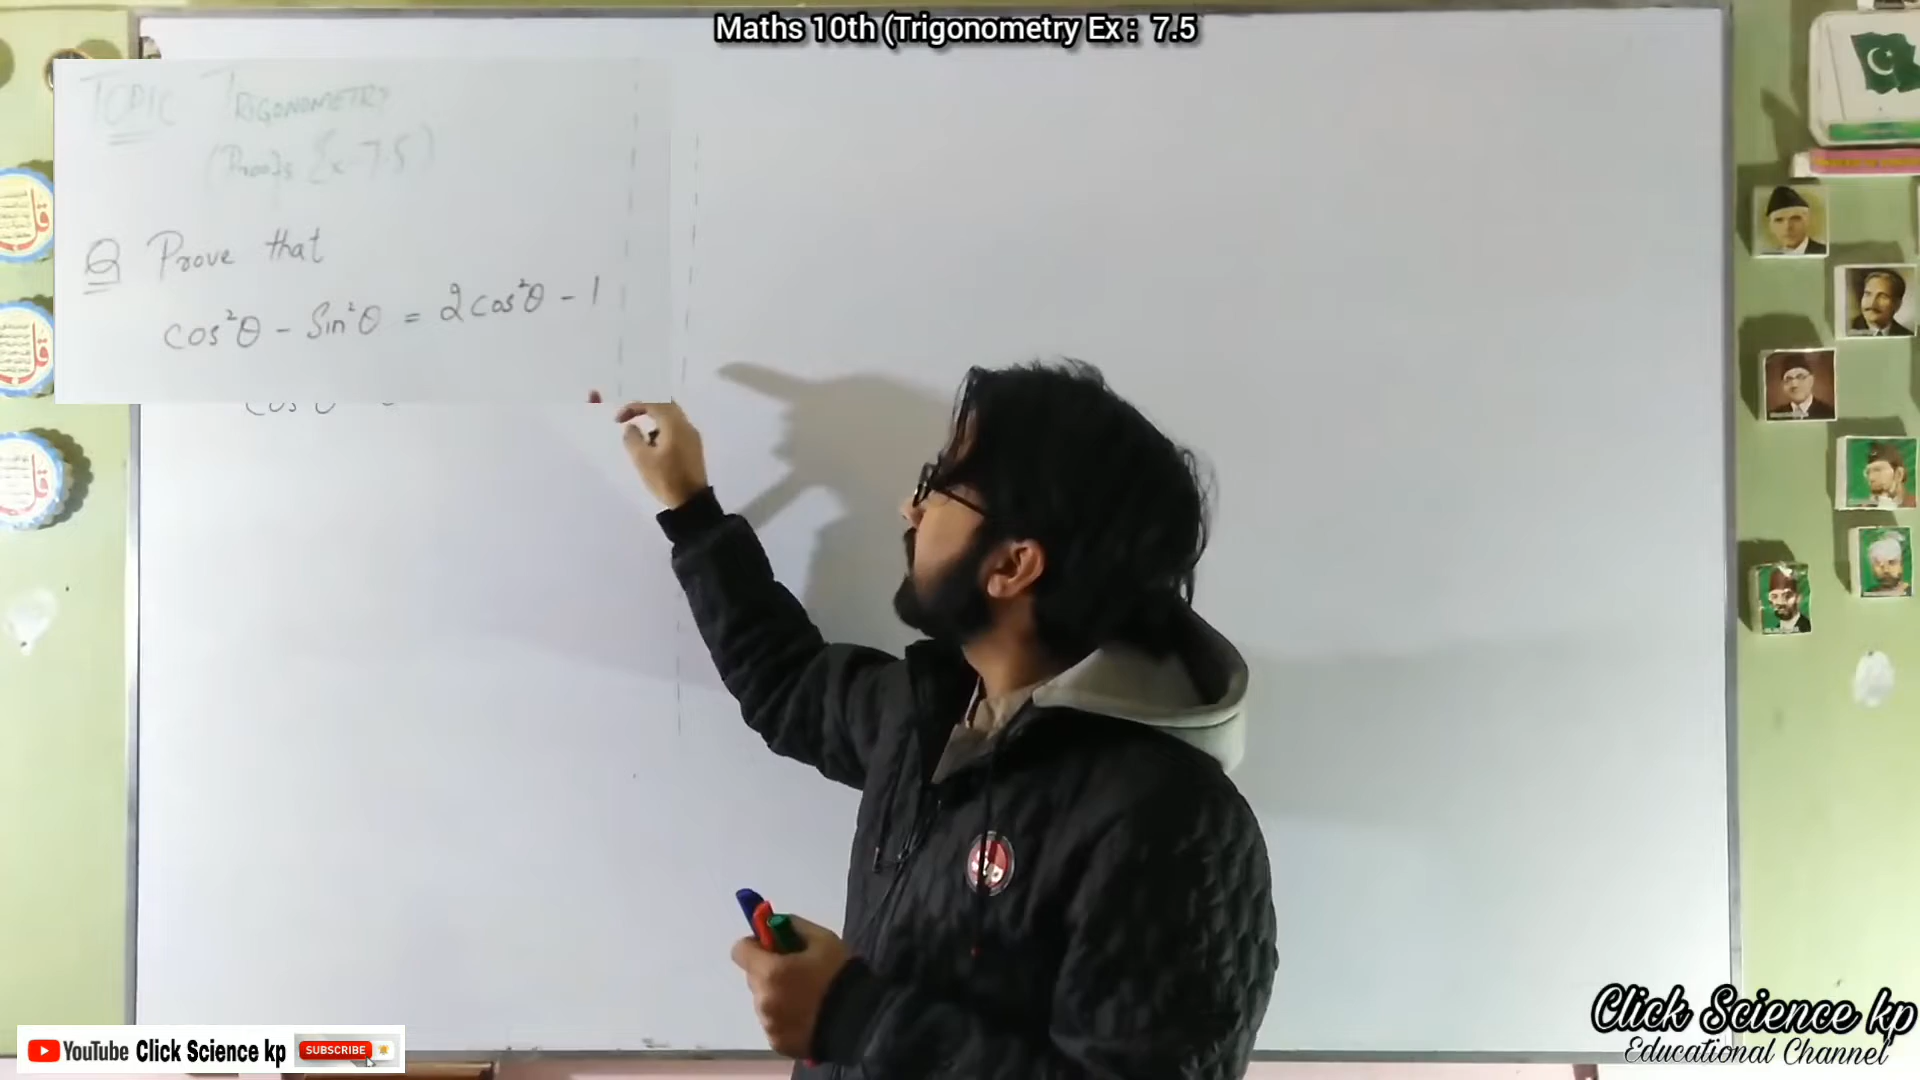 Maths 10th (Trigonometry Ex : 7.5
TOPIC TRIGONOMETRY
(Proofs Ex 7.5)
Q Prove that
cos²θ - Sin²θ = 2cos²θ - 1
YouTube Click Science kp SUBSCRIBE
Click Science kp
Educational Channel